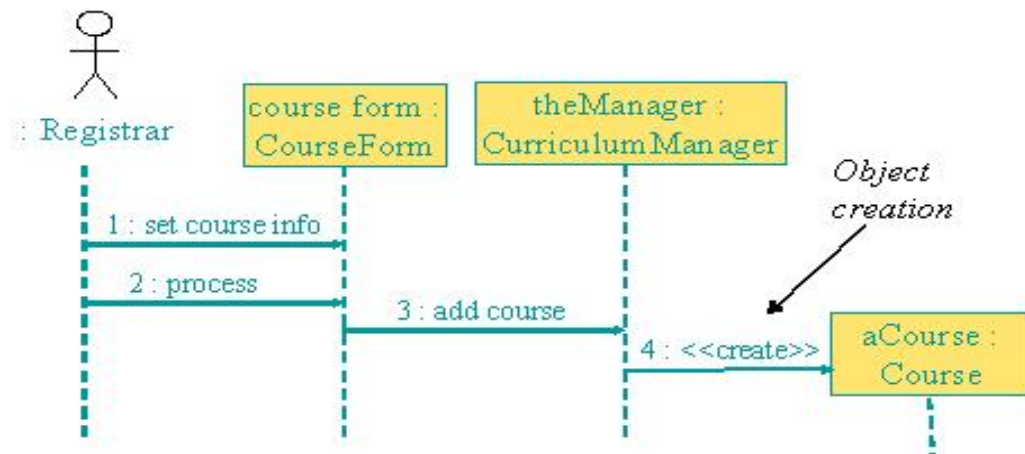 : Registrar
course form :
CourseForm
theManager :
CurriculumManager
Object
creation
1 : set course info
2 : process
3 : add course
4 : <<create>>
aCourse :
Course